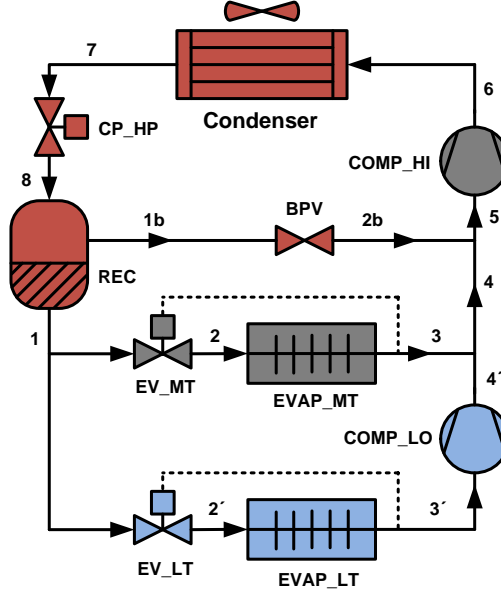 7
6
CP_HP
Condenser
COMP_HI
8
1b
BPV
2b
5
REC
4
1
2
3
EV_MT
EVAP_MT
4´
COMP_LO
2´
3´
EV_LT
EVAP_LT